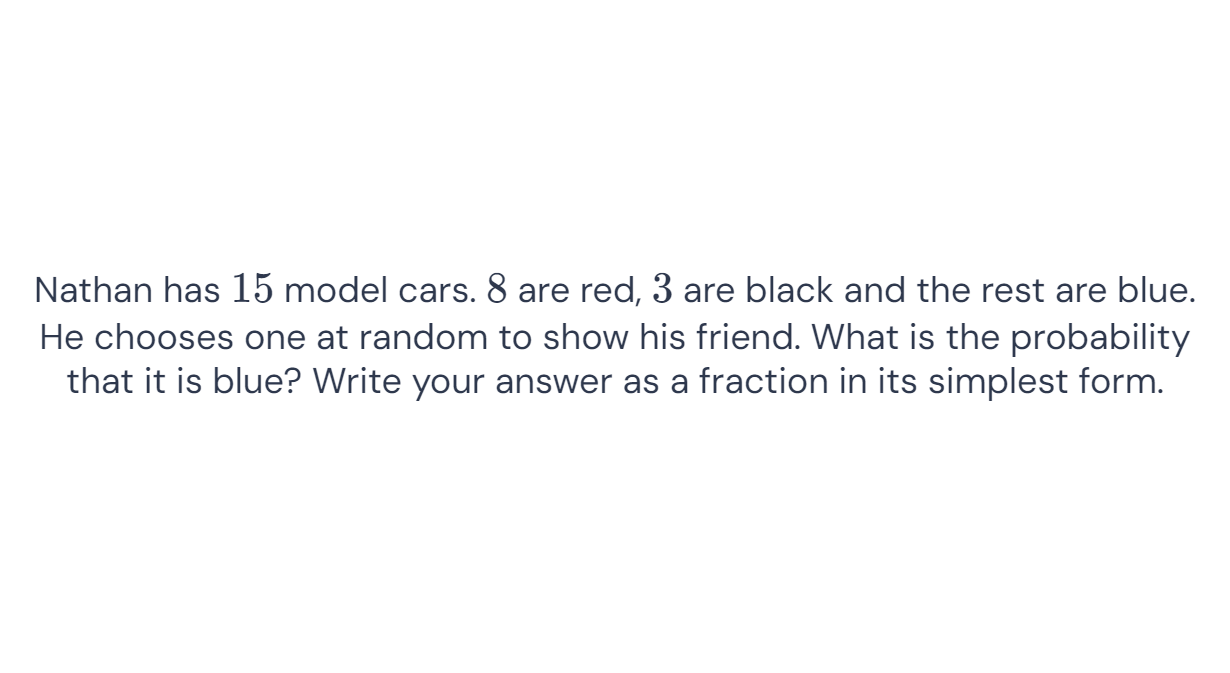 Nathan has 15 model cars. 8 are red, 3 are black and the rest are blue.
He chooses one at random to show his friend. What is the probability
that it is blue? Write your answer as a fraction in its simplest form.